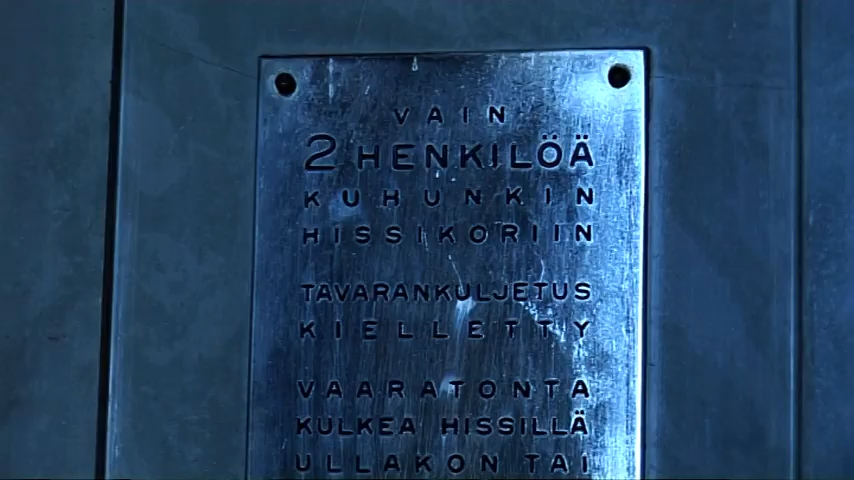 VAIN
2 HENKILÖÄ
KUHUNKIN
HISSIKORIIN
TAVARANKULJETUS
KIELLETTY
VAARATONTA
KULKEA HISSILLÄ
ULLAKON TAI